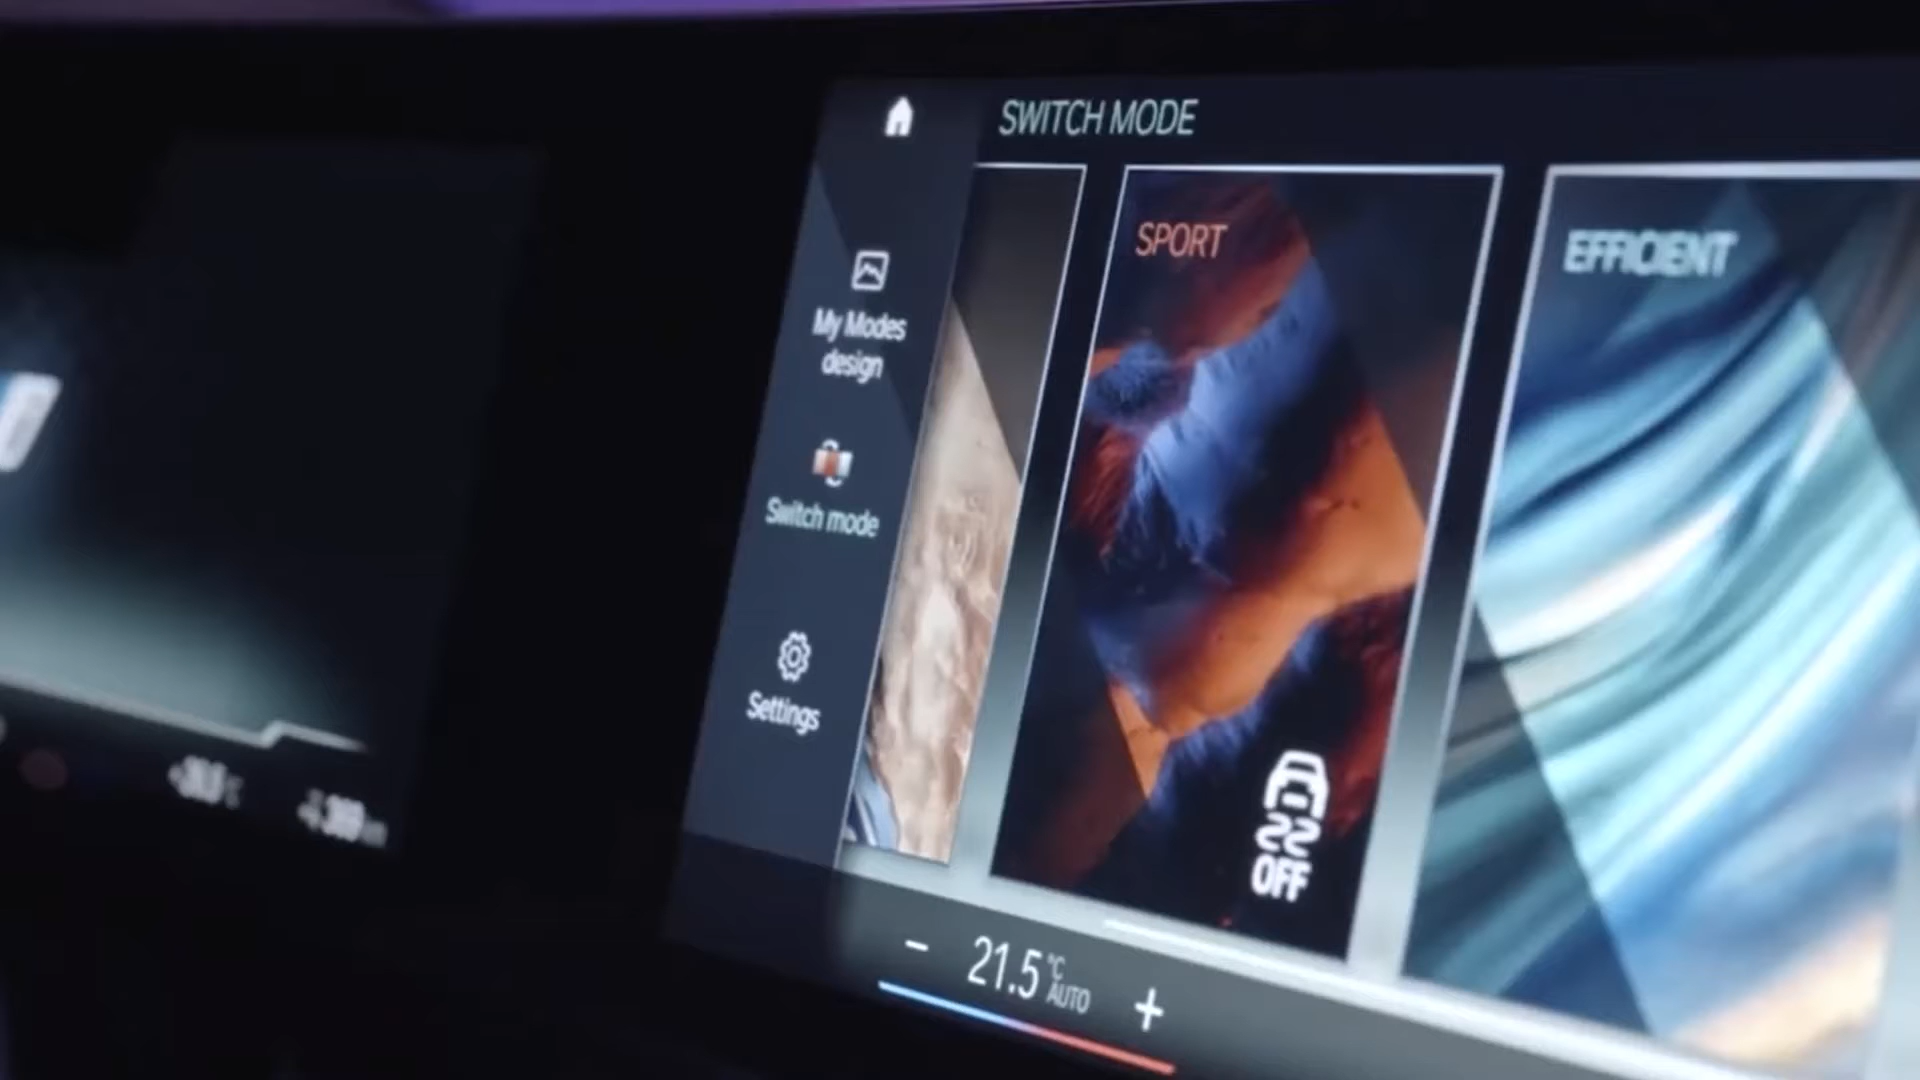 SWITCH MODE
My Modes
design
Switch mode
Settings
SPORT
OFF
EFFICIENT
− 21.5 °C AUTO +